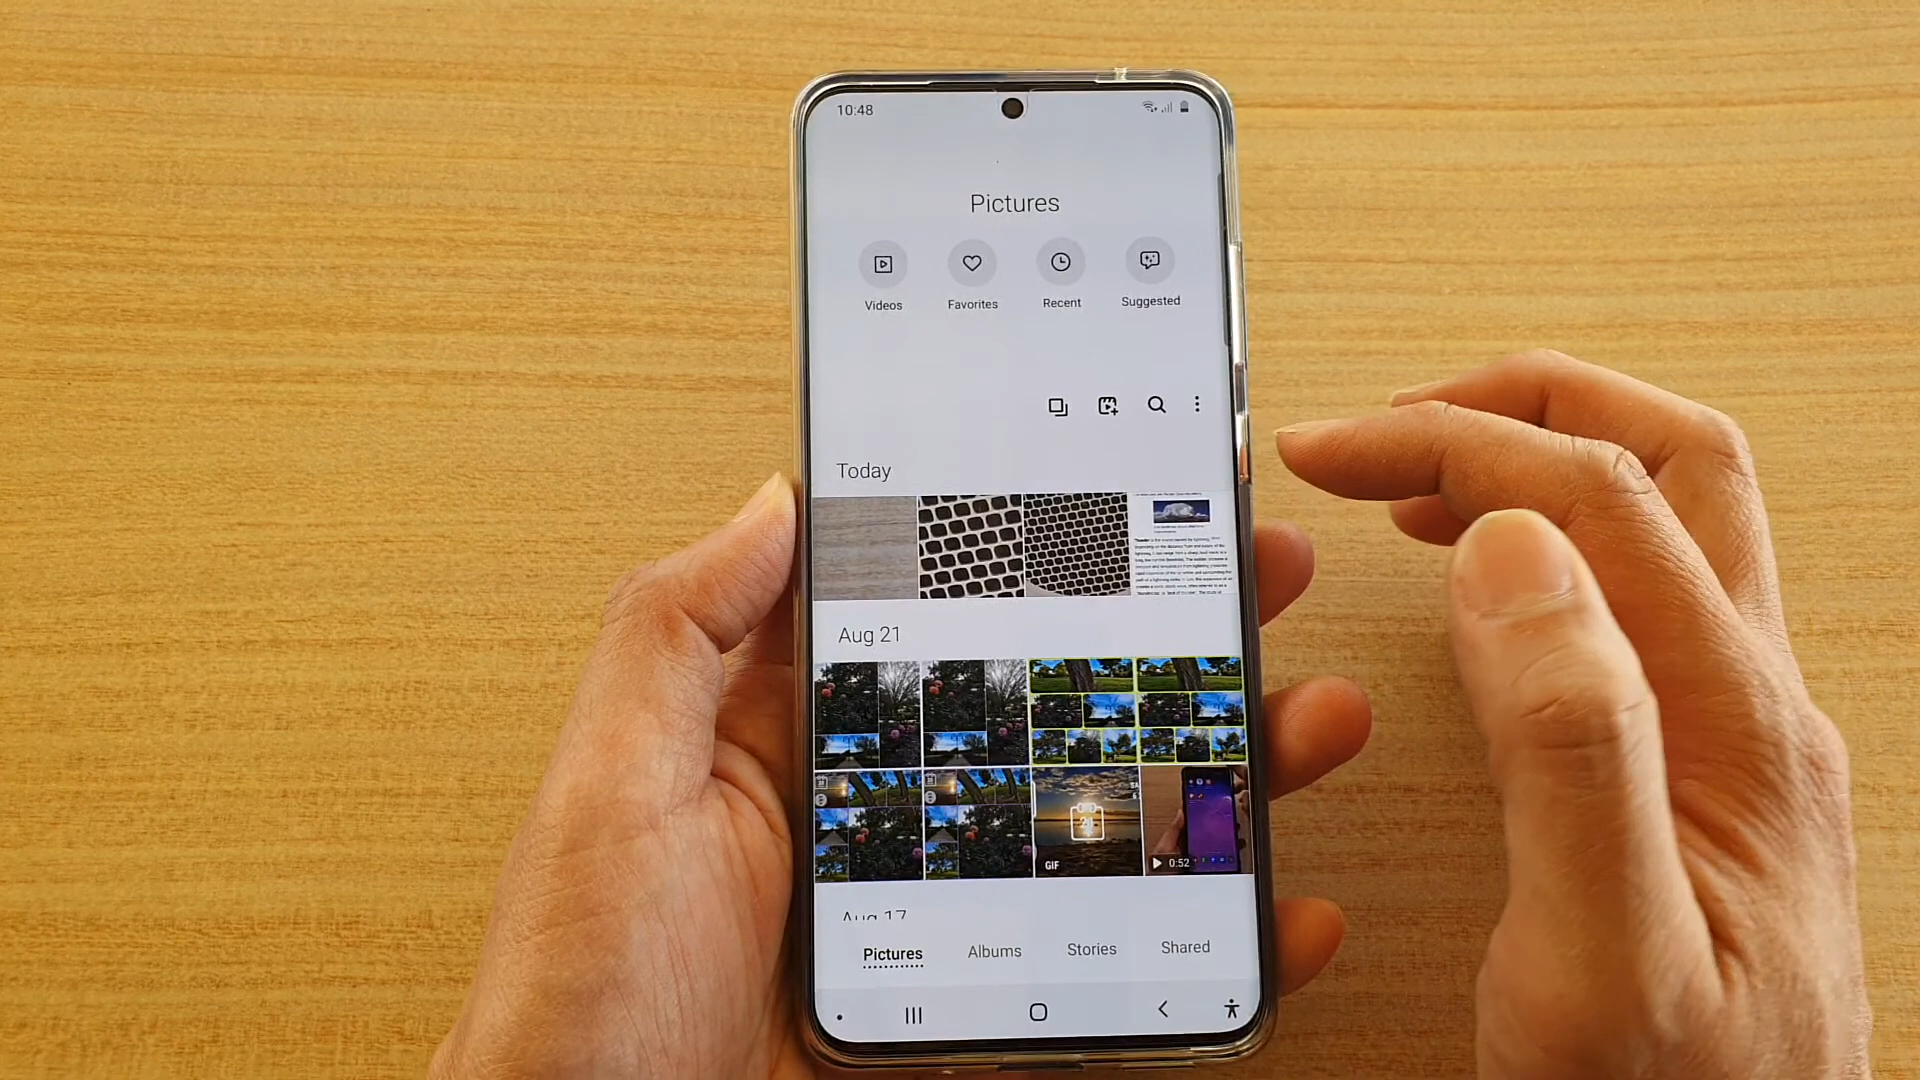 10:48
Pictures
Videos Favorites Recent Suggested
Today
Aug 21
GIF
0:52
Aug 17
Pictures Albums Stories Shared